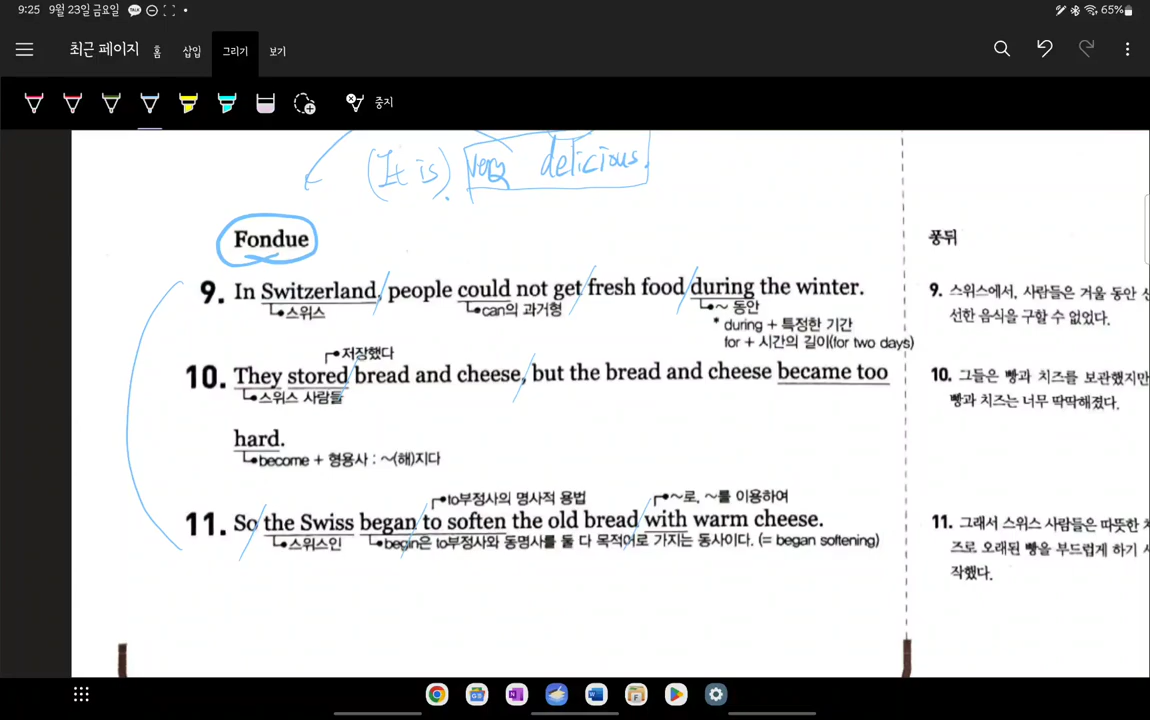 9:25 9월 23일 금요일 TALK 65%
최근 페이지 홈 삽입 그리기 보기
중지
(It is). very delicious.
Fondue 퐁뒤
9. In Switzerland, people could not get fresh food during the winter.
스위스 can의 과거형 ~ 동안
* during + 특정한 기간
for + 시간의 길이(for two days)
9. 스위스에서, 사람들은 겨울 동안 신
선한 음식을 구할 수 없었다.
저장했다
10. They stored bread and cheese, but the bread and cheese became too
스위스 사람들
hard.
become + 형용사 : ~(해)지다
10. 그들은 빵과 치즈를 보관했지만
빵과 치즈는 너무 딱딱해졌다.
to부정사의 명사적 용법 ~로, ~를 이용하여
11. So the Swiss began to soften the old bread with warm cheese.
스위스인 begin은 to부정사와 동명사를 둘 다 목적어로 가지는 동사이다. (= began softening)
11. 그래서 스위스 사람들은 따뜻한 치
즈로 오래된 빵을 부드럽게 하기 시
작했다.